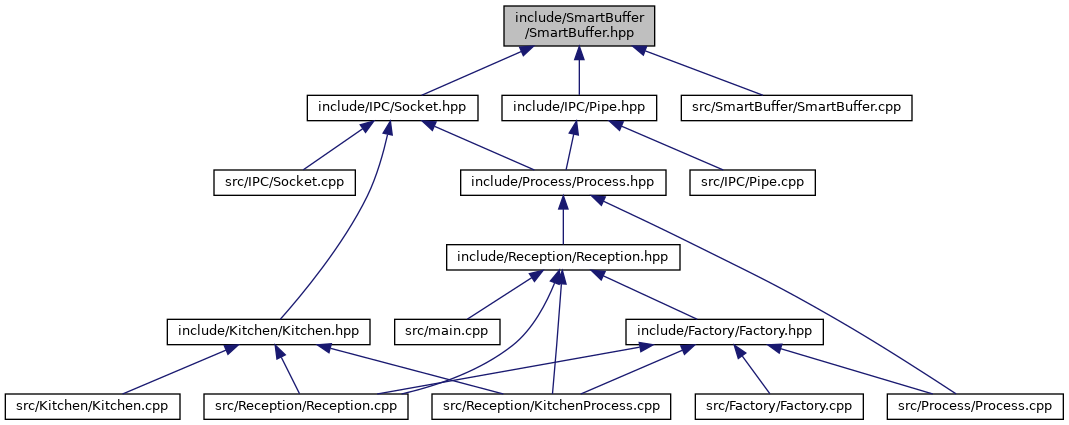 include/SmartBuffer
/SmartBuffer.hpp
include/IPC/Socket.hpp
include/IPC/Pipe.hpp
src/SmartBuffer/SmartBuffer.cpp
src/IPC/Socket.cpp
include/Process/Process.hpp
src/IPC/Pipe.cpp
include/Reception/Reception.hpp
include/Kitchen/Kitchen.hpp
src/main.cpp
include/Factory/Factory.hpp
src/Kitchen/Kitchen.cpp
src/Reception/Reception.cpp
src/Reception/KitchenProcess.cpp
src/Factory/Factory.cpp
src/Process/Process.cpp